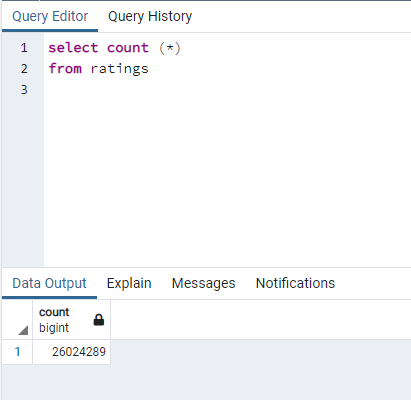 Query Editor Query History
1 select count (*)
2 from ratings
3
Data Output Explain Messages Notifications
count
bigint
1 26024289